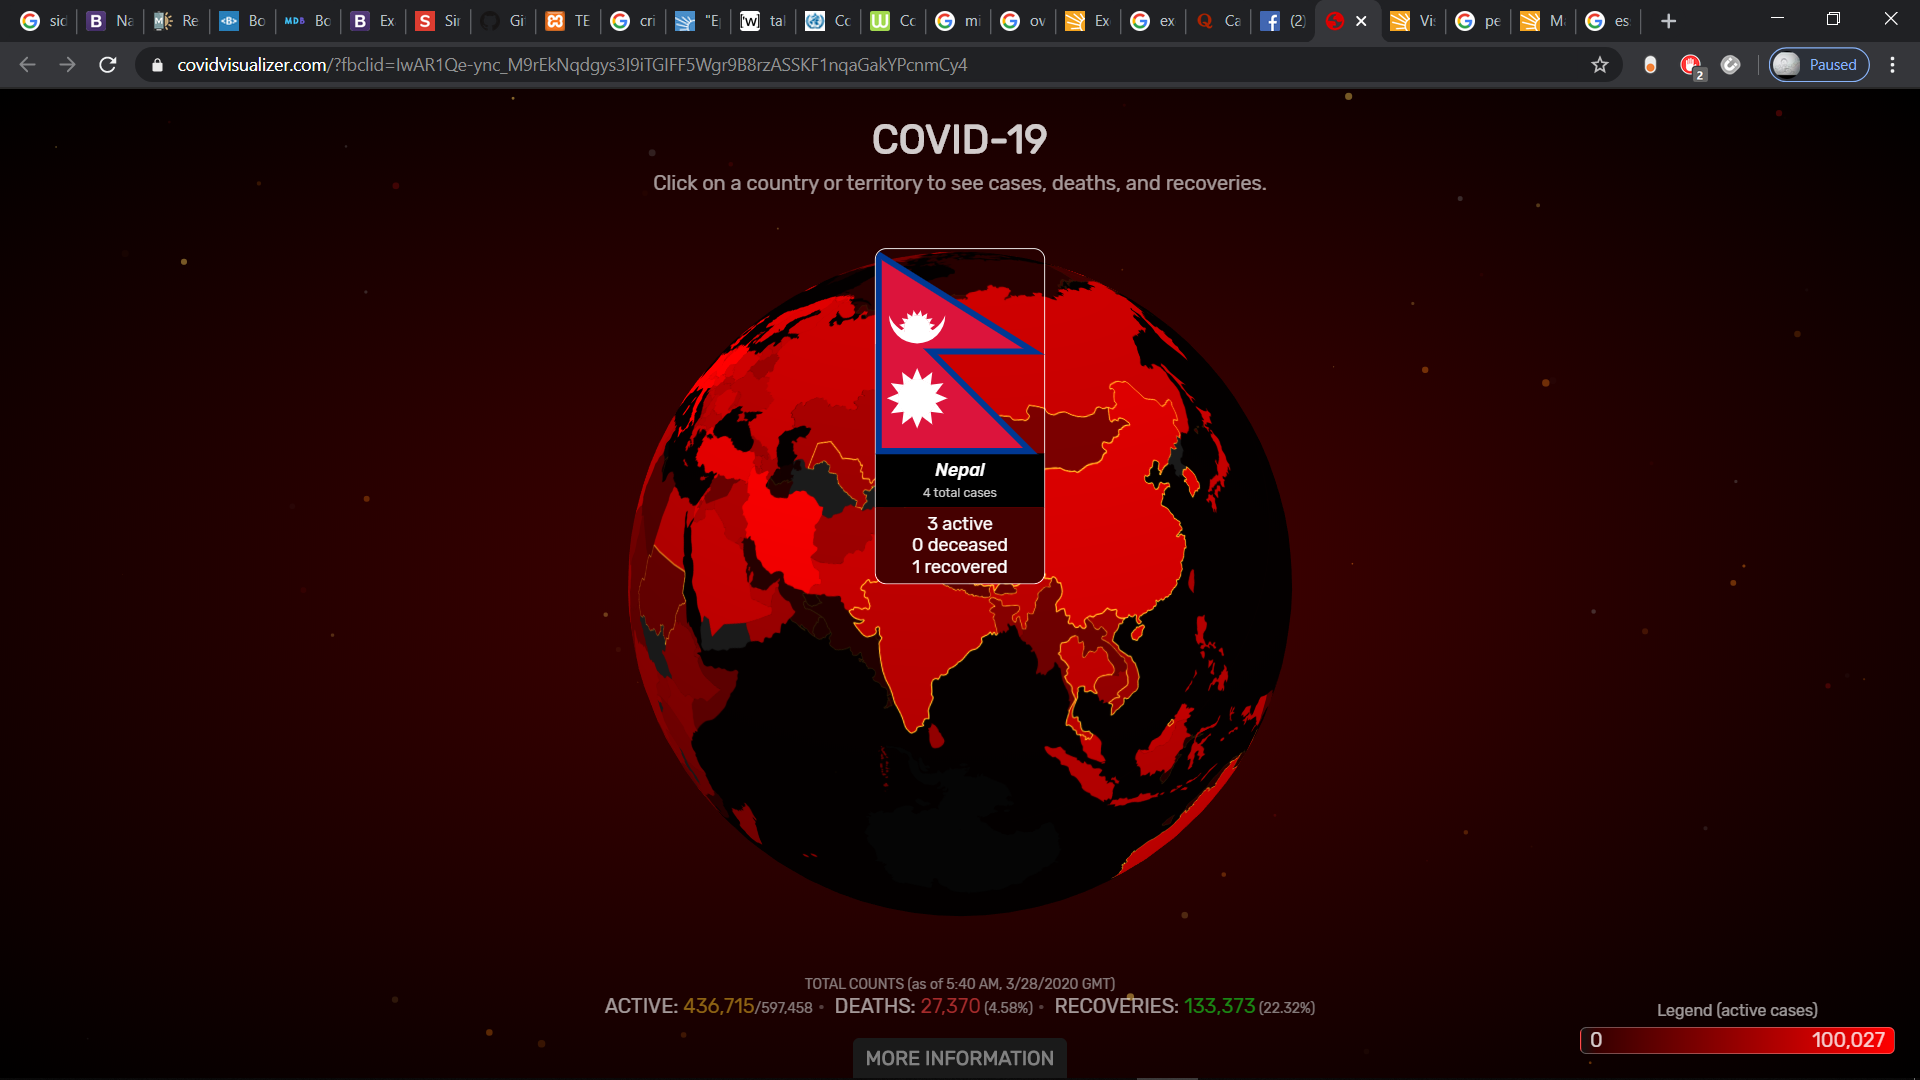 sid
Na
Re
Bo
MDB Bo
Ex
Sir
Gi
TE
cri
"E
tal
Co
Cc
mi
ov
Ex
ex
Ca
(2)
Vi
pe
M
es
covidvisualizer.com/?fbclid=IwAR1Qe-ync_M9rEkNqdgys3I9iTGIFF5Wgr9B8rzASSKF1nqaGakYPcnmCy4
2
Paused
COVID-19
Click on a country or territory to see cases, deaths, and recoveries.
Nepal
4 total cases
3 active
0 deceased
1 recovered
TOTAL COUNTS (as of 5:40 AM, 3/28/2020 GMT)
ACTIVE: 436,715/597,458 • DEATHS: 27,370 (4.58%) • RECOVERIES: 133,373 (22.32%)
Legend (active cases)
0 100,027
MORE INFORMATION